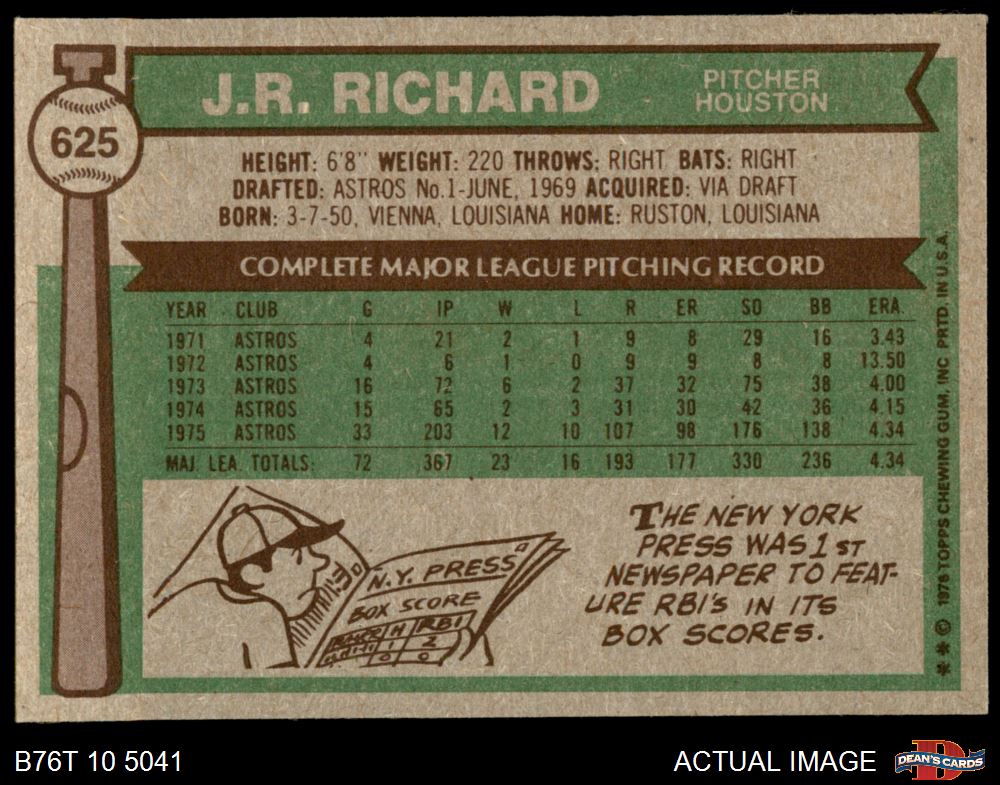 J.R. RICHARD
PITCHER
HOUSTON
625
HEIGHT: 6'8" WEIGHT: 220 THROWS: RIGHT BATS: RIGHT
DRAFTED: ASTROS No.1-JUNE, 1969 ACQUIRED: VIA DRAFT
BORN: 3-7-50, VIENNA, LOUISIANA HOME: RUSTON, LOUISIANA
COMPLETE MAJOR LEAGUE PITCHING RECORD
YEAR CLUB G IP W L R ER SO BB ERA.
1971 ASTROS 4 21 2 1 9 8 29 16 3.43
1972 ASTROS 4 6 1 0 9 9 8 8 13.50
1973 ASTROS 16 72 6 2 37 32 75 38 4.00
1974 ASTROS 15 65 2 3 31 30 42 36 4.15
1975 ASTROS 33 203 12 10 107 98 176 138 4.34
MAJ. LEA. TOTALS: 72 367 23 16 193 177 330 236 4.34
"N.Y. PRESS"
BOX SCORE
H RBI
1 2
0 0
THE NEW YORK
PRESS WAS 1ST
NEWSPAPER TO FEAT-
URE RBI'S IN ITS
BOX SCORES.
** © 1976 TOPPS CHEWING GUM, INC PRTD. IN U.S.A.
B76T 10 5041
ACTUAL IMAGE
DEAN'S CARDS